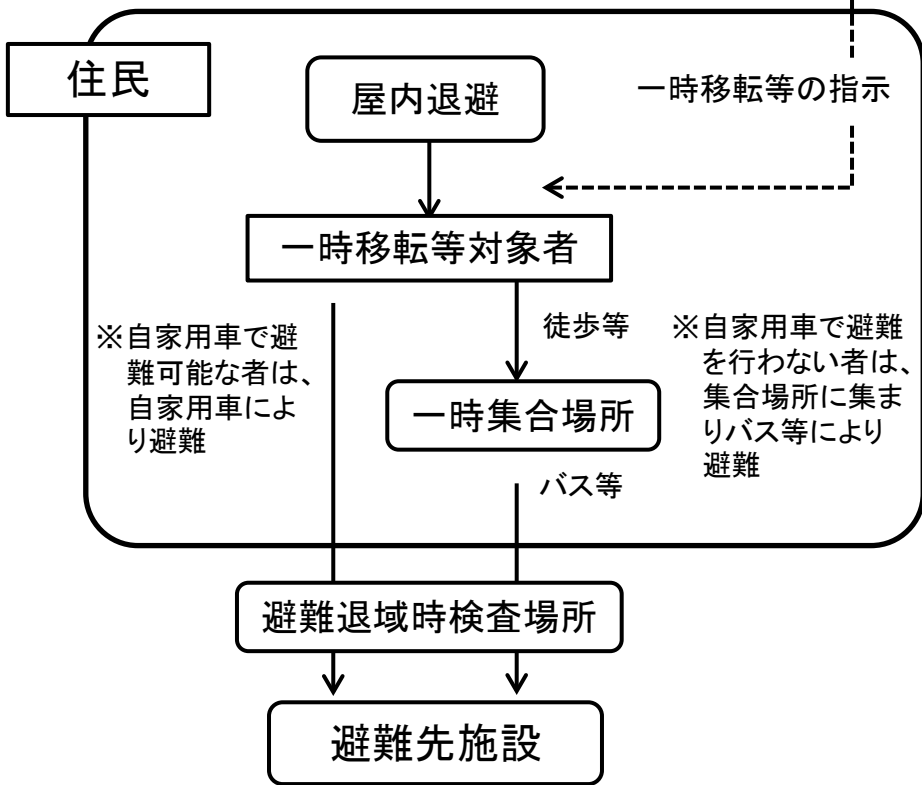 住民
屋内退避
一時移転等の指示
一時移転等対象者
※自家用車で避
難可能な者は、
自家用車によ
り避難
徒歩等
※自家用車で避難
を行わない者は、
集合場所に集ま
りバス等により
避難
一時集合場所
バス等
避難退域時検査場所
避難先施設